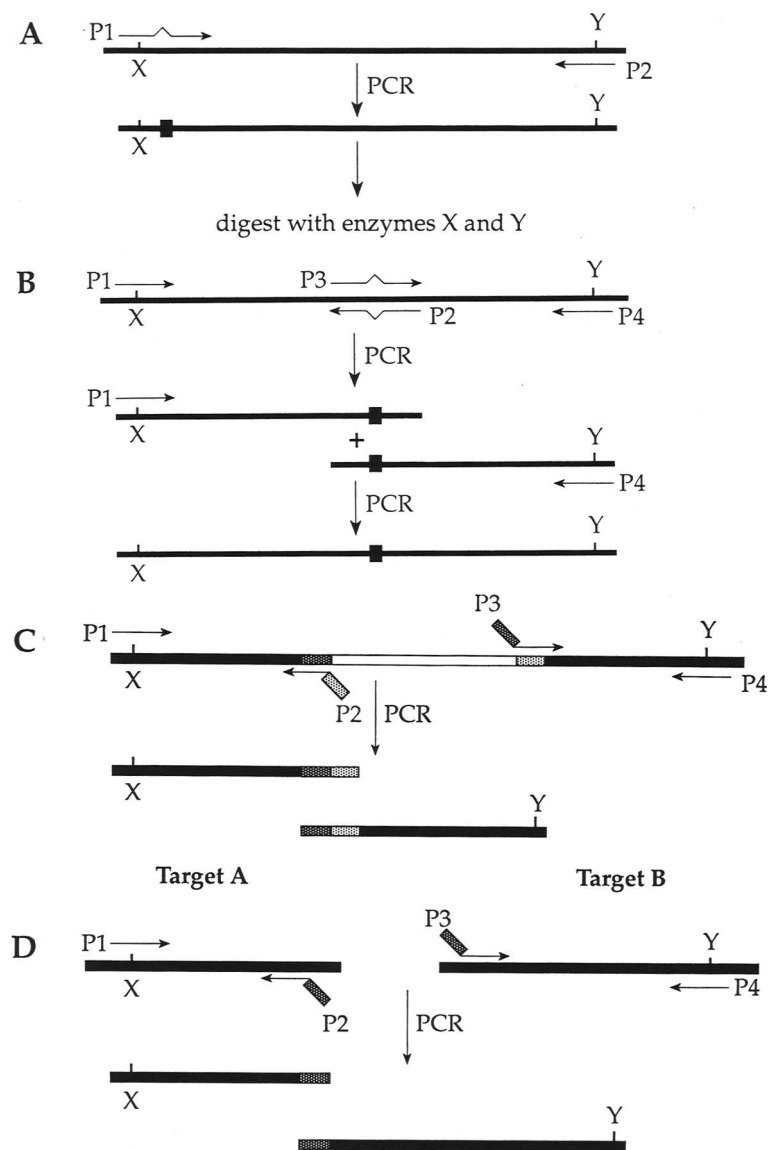 A
P1
Y
X
P2
PCR
Y
X
digest with enzymes X and Y
B
P1
P3
Y
X
P2
P4
PCR
P1
X
+
Y
P4
PCR
Y
X
C
P1
P3
Y
X
P2
PCR
P4
X
Y
Target A
Target B
D
P1
P3
Y
X
P2
PCR
P4
X
Y